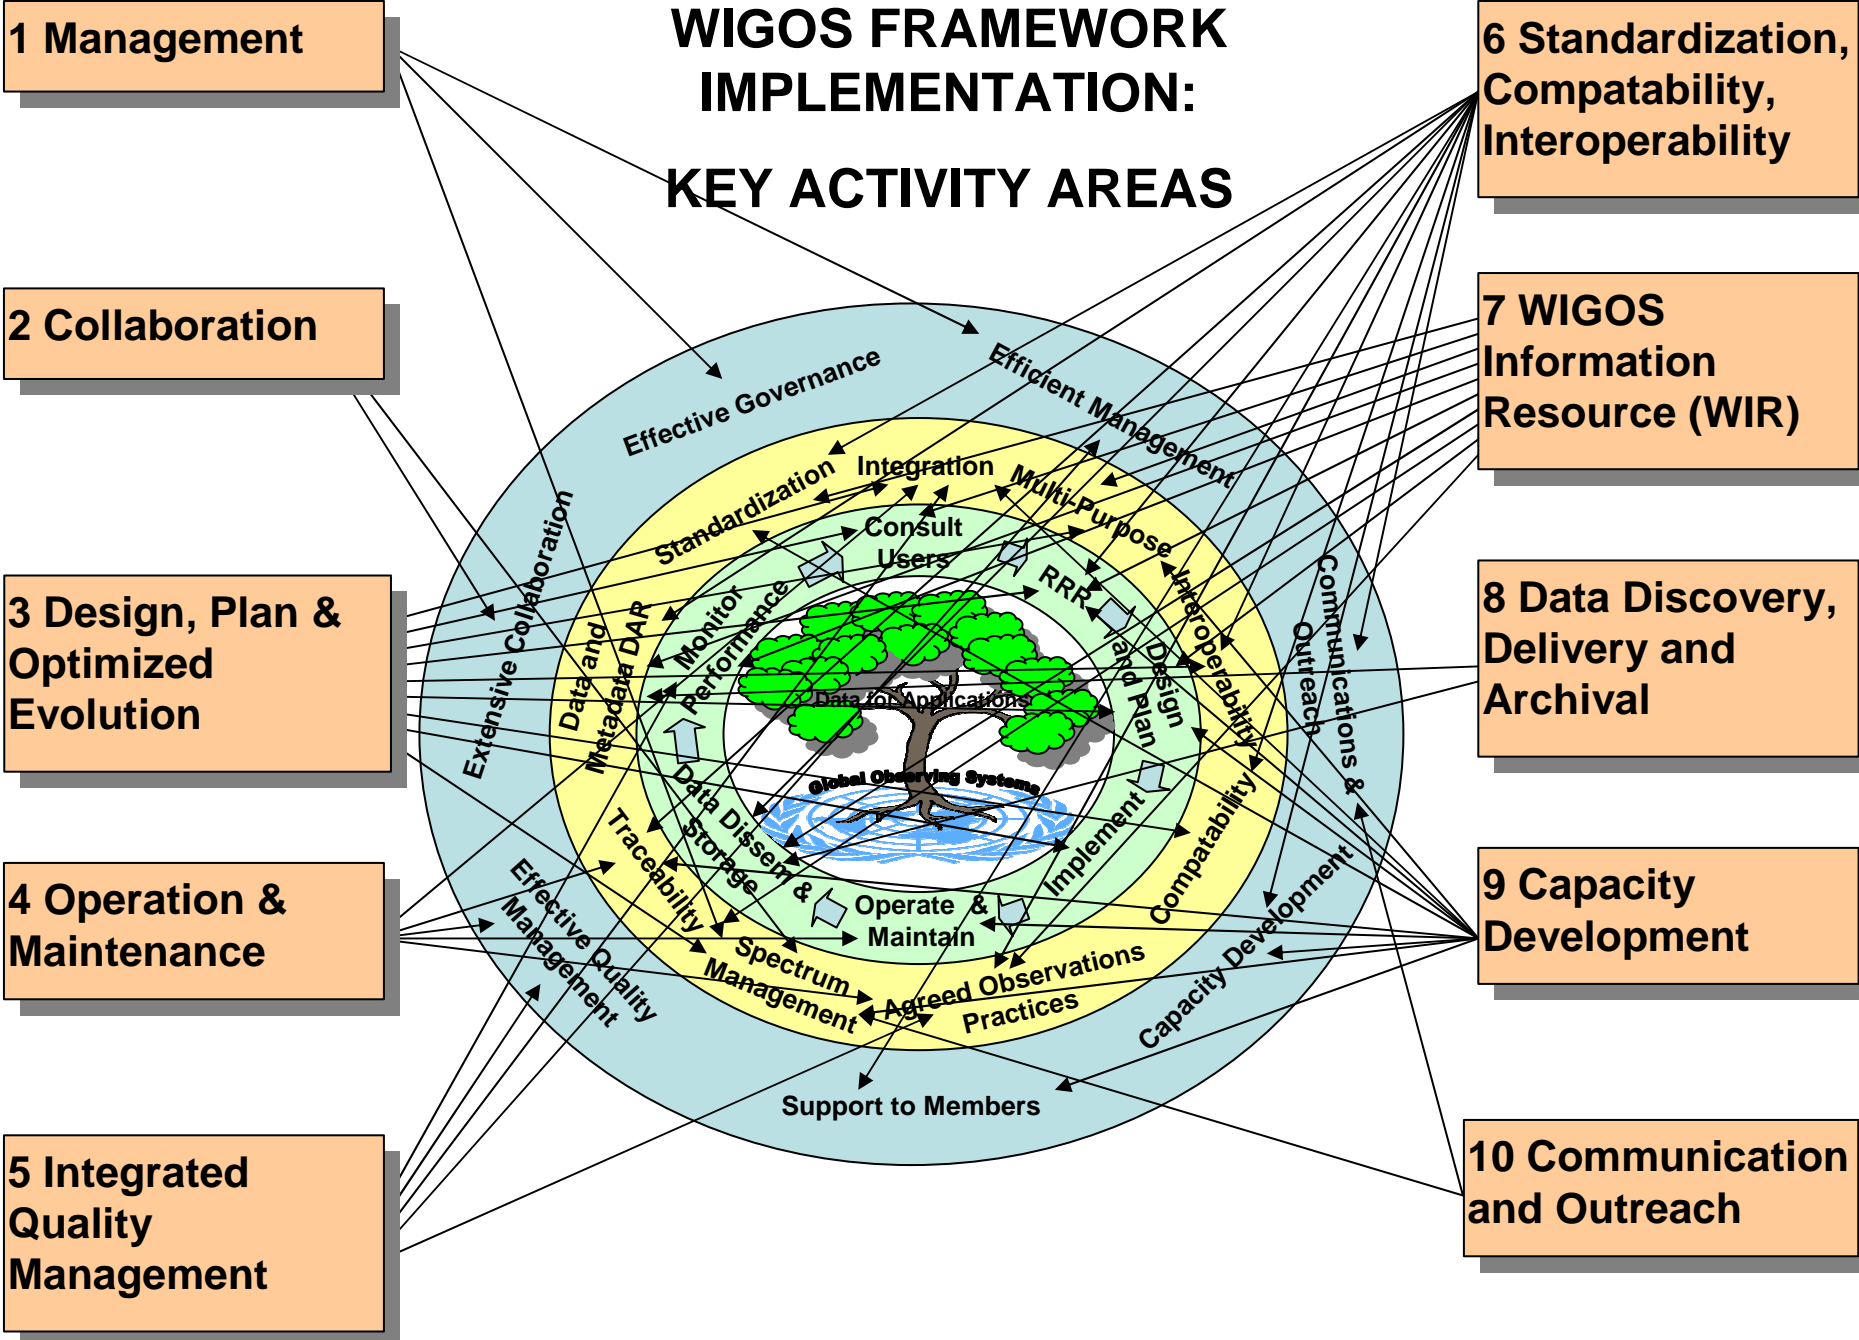 WIGOS FRAMEWORK
IMPLEMENTATION:
KEY ACTIVITY AREAS
1 Management
2 Collaboration
3 Design, Plan &
Optimized
Evolution
4 Operation &
Maintenance
5 Integrated
Quality
Management
6 Standardization,
Compatability,
Interoperability
7 WIGOS
Information
Resource (WIR)
8 Data Discovery,
Delivery and
Archival
9 Capacity
Development
10 Communication
and Outreach
Effective Governance
Efficient Management
Communications &
Outreach
Capacity Development
Support to Members
Effective Quality
Management
Extensive Collaboration
Integration
Multi-Purpose
Interoperability
Compatability
Agreed Observations
Practices
Spectrum
Management
Traceability
Data and
Metadata DAP
Standardization
Consult
Users
RRR
Design
and Plan
Implement
Operate &
Maintain
Data Dissem &
Storage
Monitor
Performance
Data for Applications
Global Observing Systems